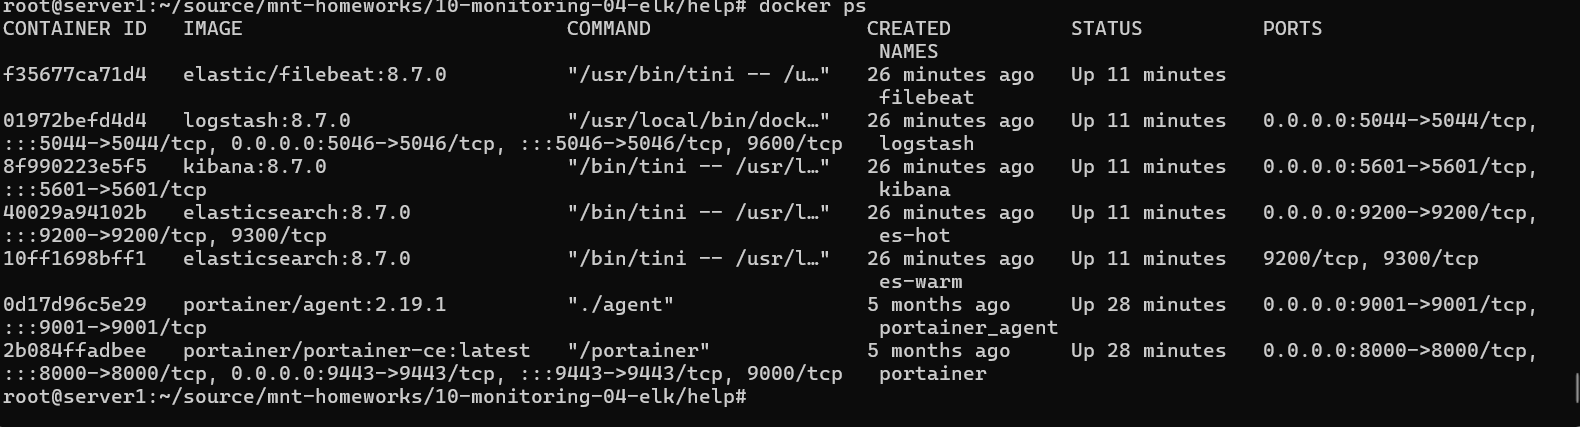 root@server1:~/source/mnt-homeworks/10-monitoring-04-elk/help# docker ps
CONTAINER ID   IMAGE                           COMMAND                  CREATED          STATUS          PORTS
                                                                         NAMES
f35677ca71d4   elastic/filebeat:8.7.0          "/usr/bin/tini -- /u…"   26 minutes ago   Up 11 minutes
                                                                         filebeat
01972befd4d4   logstash:8.7.0                  "/usr/local/bin/dock…"   26 minutes ago   Up 11 minutes   0.0.0.0:5044->5044/tcp,
:::5044->5044/tcp, 0.0.0.0:5046->5046/tcp, :::5046->5046/tcp, 9600/tcp   logstash
8f990223e5f5   kibana:8.7.0                    "/bin/tini -- /usr/l…"   26 minutes ago   Up 11 minutes   0.0.0.0:5601->5601/tcp,
:::5601->5601/tcp                                                        kibana
40029a94102b   elasticsearch:8.7.0             "/bin/tini -- /usr/l…"   26 minutes ago   Up 11 minutes   0.0.0.0:9200->9200/tcp,
:::9200->9200/tcp, 9300/tcp                                              es-hot
10ff1698bff1   elasticsearch:8.7.0             "/bin/tini -- /usr/l…"   26 minutes ago   Up 11 minutes   9200/tcp, 9300/tcp
                                                                         es-warm
0d17d96c5e29   portainer/agent:2.19.1          "./agent"                5 months ago     Up 28 minutes   0.0.0.0:9001->9001/tcp,
:::9001->9001/tcp                                                        portainer_agent
2b084ffadbee   portainer/portainer-ce:latest   "/portainer"             5 months ago     Up 28 minutes   0.0.0.0:8000->8000/tcp,
:::8000->8000/tcp, 0.0.0.0:9443->9443/tcp, :::9443->9443/tcp, 9000/tcp   portainer
root@server1:~/source/mnt-homeworks/10-monitoring-04-elk/help#